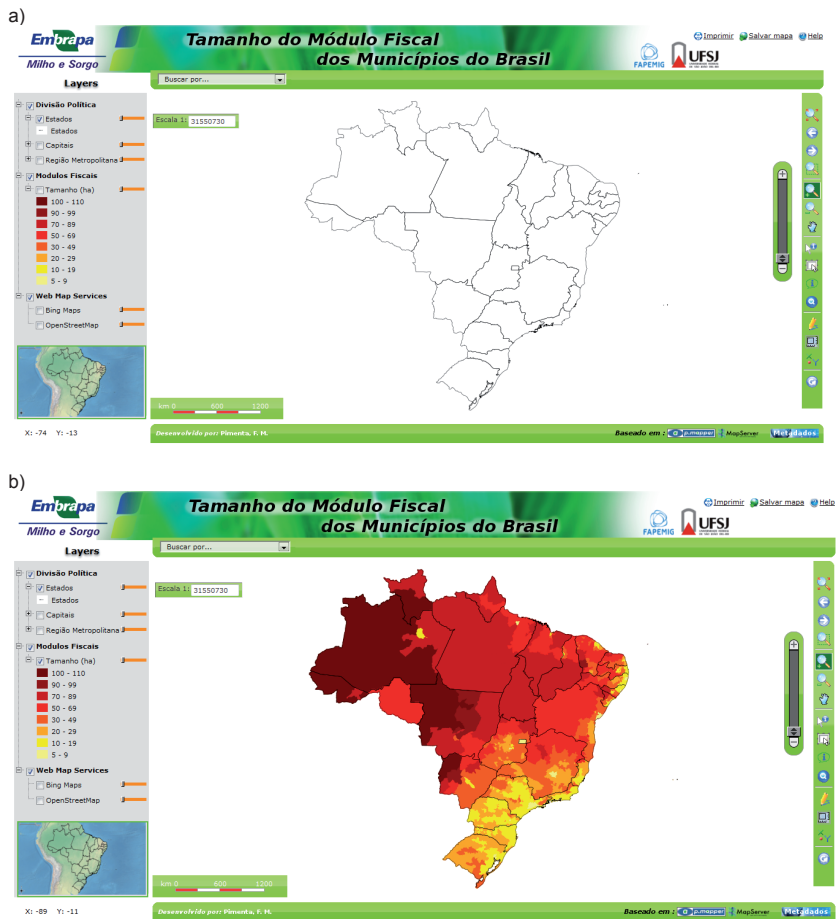 a)
Embrapa
Milho e Sorgo
Tamanho do Módulo Fiscal
dos Municípios do Brasil
FAPEMIG
UFSJ
Imprimir Salvar mapa Help
Layers
Buscar por...
Divisão Política
Estados
Estados
Capitais
Região Metropolitana
Modulos Fiscais
Tamanho (ha)
100 - 110
90 - 99
70 - 89
50 - 69
30 - 49
20 - 29
10 - 19
5 - 9
Web Map Services
Bing Maps
OpenStreetMap
Escala 1: 31550730
km 0 600 1200
X: -74 Y: -13
Desenvolvido por: Pimenta, F. M.
Baseado em : p.mapper MapServer Metadados
b)
Embrapa
Milho e Sorgo
Tamanho do Módulo Fiscal
dos Municípios do Brasil
FAPEMIG
UFSJ
Imprimir Salvar mapa Help
Layers
Buscar por...
Divisão Política
Estados
Estados
Capitais
Região Metropolitana
Modulos Fiscais
Tamanho (ha)
100 - 110
90 - 99
70 - 89
50 - 69
30 - 49
20 - 29
10 - 19
5 - 9
Web Map Services
Bing Maps
OpenStreetMap
Escala 1: 31550730
km 0 600 1200
X: -89 Y: -11
Desenvolvido por: Pimenta, F. M.
Baseado em : p.mapper MapServer Metadados